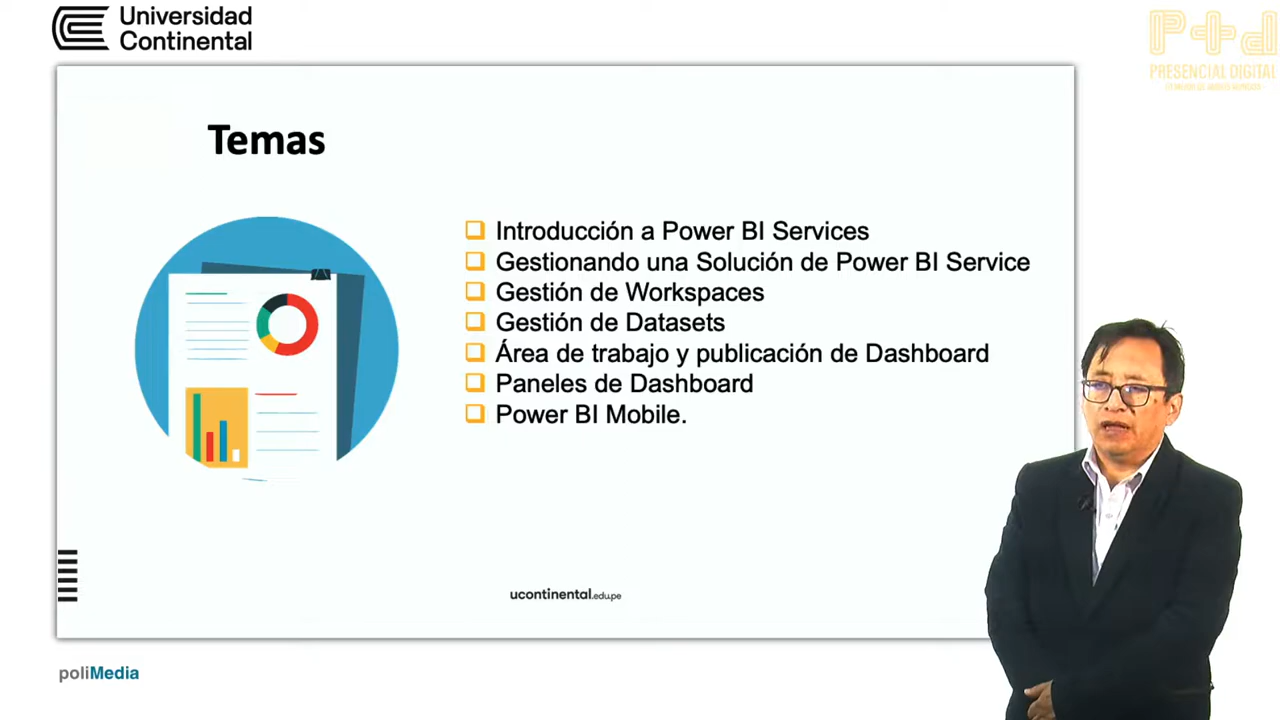 Universidad
Continental
PRESENCIAL DIGITAL
Temas
Introducción a Power BI Services
Gestionando una Solución de Power BI Service
Gestión de Workspaces
Gestión de Datasets
Área de trabajo y publicación de Dashboard
Paneles de Dashboard
Power BI Mobile.
ucontinental.edu.pe
poliMedia